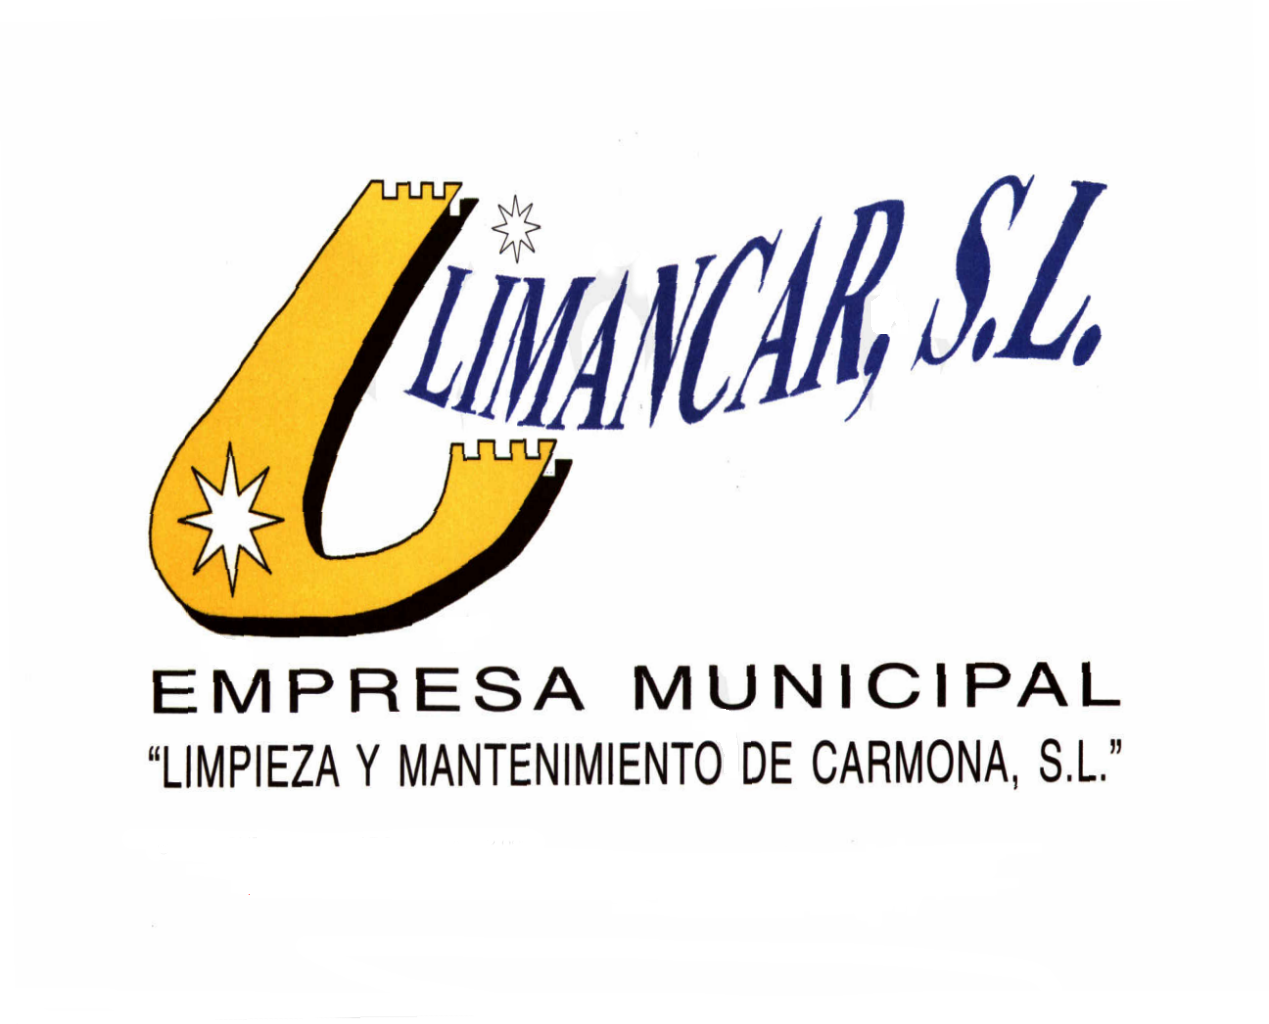 LIMANCAR, S.L.
EMPRESA MUNICIPAL
“LIMPIEZA Y MANTENIMIENTO DE CARMONA, S.L.”